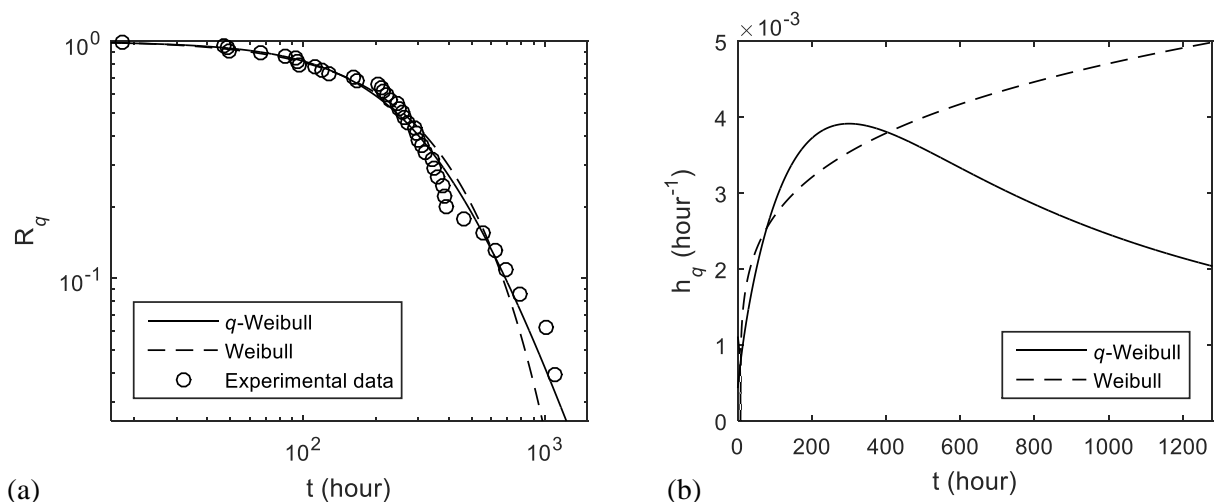 10^0
10^-1
R_q
q-Weibull
Weibull
Experimental data
10^2
10^3
t (hour)
(a)
× 10^-3
5
4
3
2
1
0
h_q (hour^-1)
q-Weibull
Weibull
0
200
400
600
800
1000
1200
t (hour)
(b)